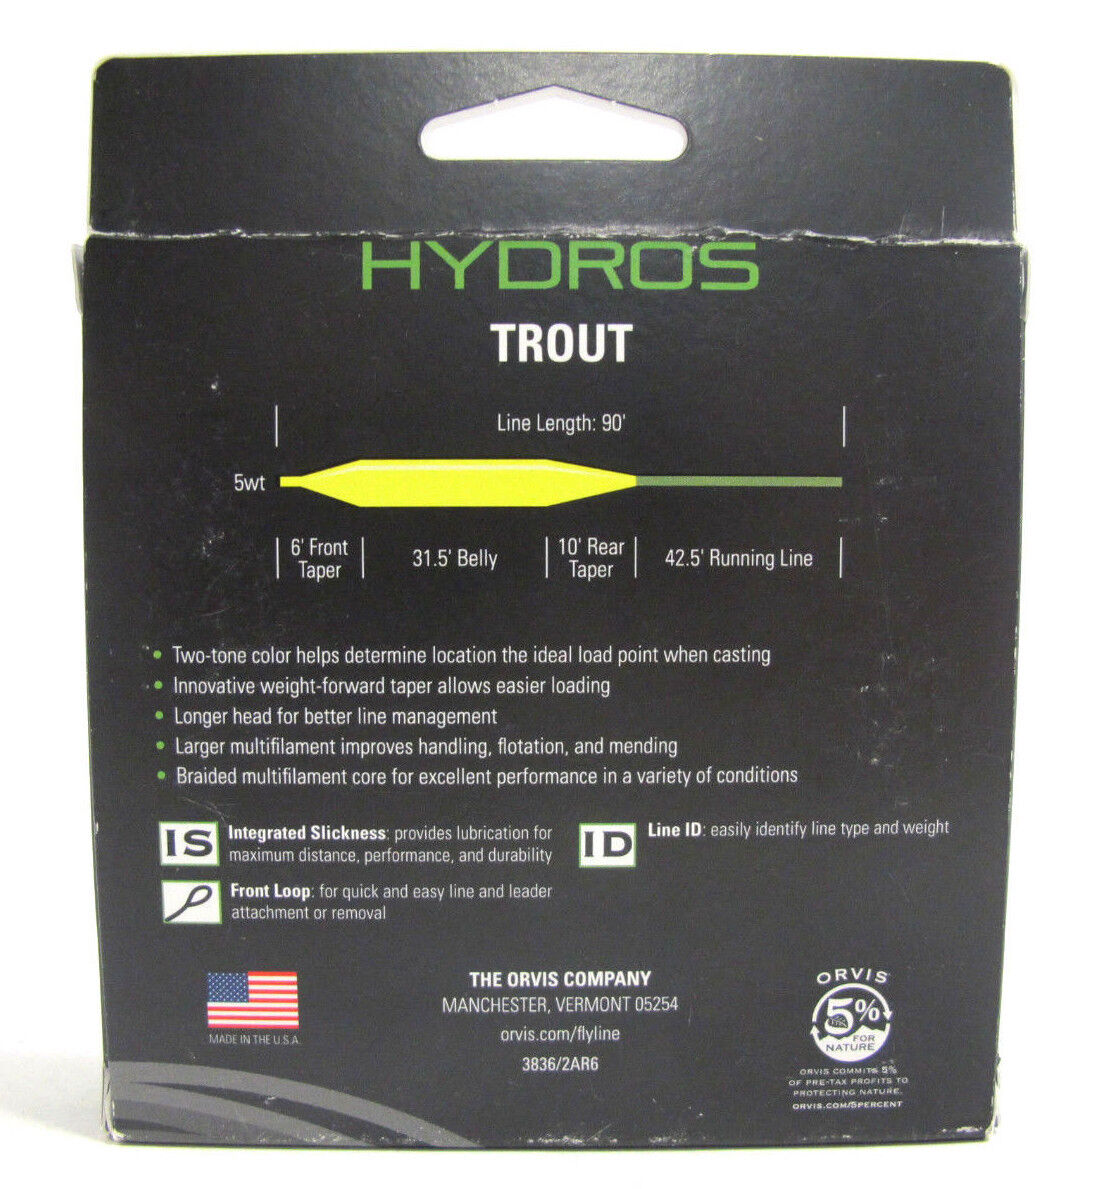 HYDROS
TROUT
Line Length: 90'
5wt
6' Front
Taper
31.5' Belly
10' Rear
Taper
42.5' Running Line
• Two-tone color helps determine location the ideal load point when casting
• Innovative weight-forward taper allows easier loading
• Longer head for better line management
• Larger multifilament improves handling, flotation, and mending
• Braided multifilament core for excellent performance in a variety of conditions
IS
Integrated Slickness: provides lubrication for
maximum distance, performance, and durability
ID
Line ID: easily identify line type and weight
Front Loop: for quick and easy line and leader
attachment or removal
MADE IN THE U.S.A.
THE ORVIS COMPANY
MANCHESTER, VERMONT 05254
orvis.com/flyline
3836/2AR6
ORVIS
5%
FOR
NATURE
ORVIS COMMITS 5%
OF PRE-TAX PROFITS TO
PROTECTING NATURE.
ORVIS.COM/5PERCENT